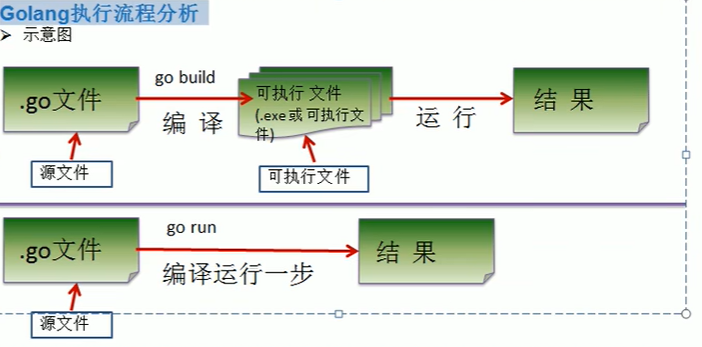 Golang执行流程分析
➢ 示意图
.go文件
go build
编 译
可执行 文件
(.exe或 可执行文
件)
运 行
结 果
源文件
可执行文件
.go文件
go run
编译运行一步
结 果
源文件